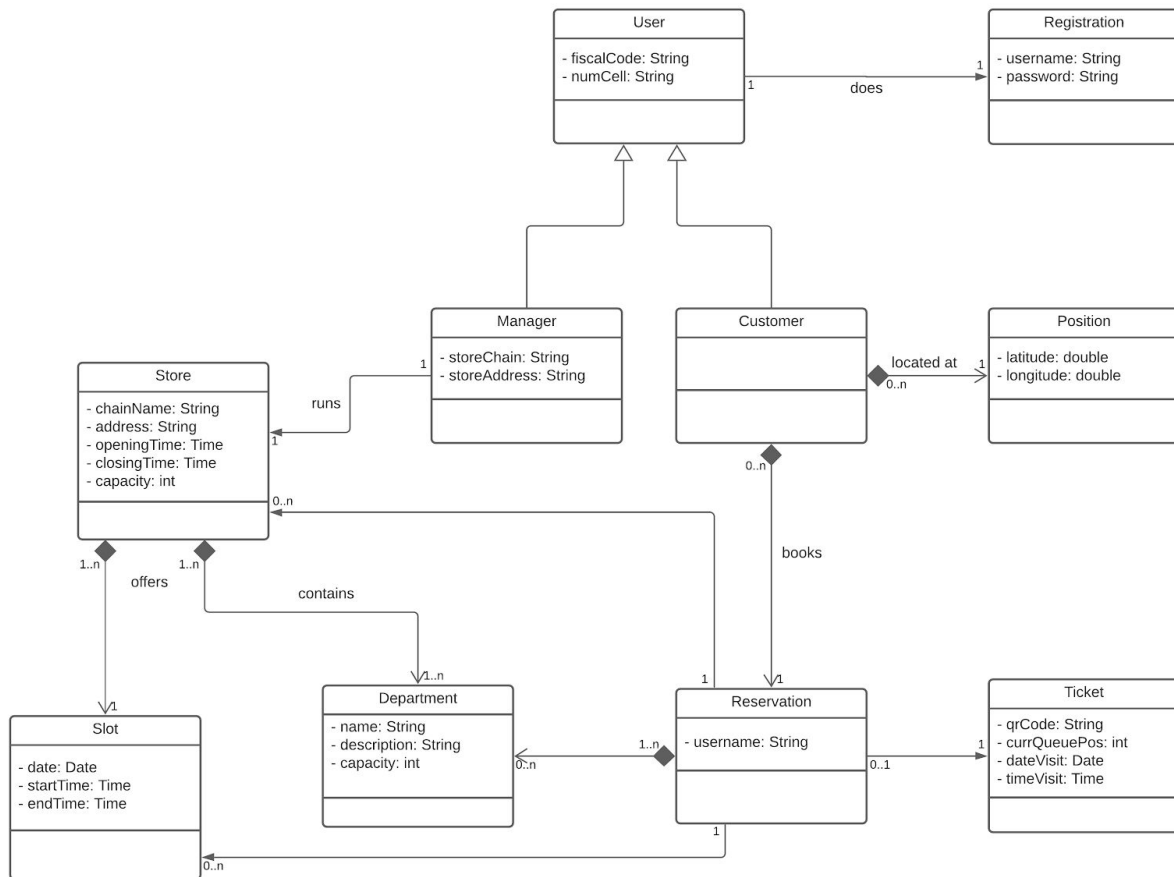 User
- fiscalCode: String
- numCell: String
1
does
1
Registration
- username: String
- password: String
Manager
- storeChain: String
- storeAddress: String
1
runs
1
Customer
0..n
located at
1
Position
- latitude: double
- longitude: double
Store
- chainName: String
- address: String
- openingTime: Time
- closingTime: Time
- capacity: int
0..n
1..n
offers
1
1..n
contains
1..n
0..n
books
1
1
Department
- name: String
- description: String
- capacity: int
0..n
1..n
Reservation
- username: String
0..1
1
Ticket
- qrCode: String
- currQueuePos: int
- dateVisit: Date
- timeVisit: Time
Slot
- date: Date
- startTime: Time
- endTime: Time
0..n
1